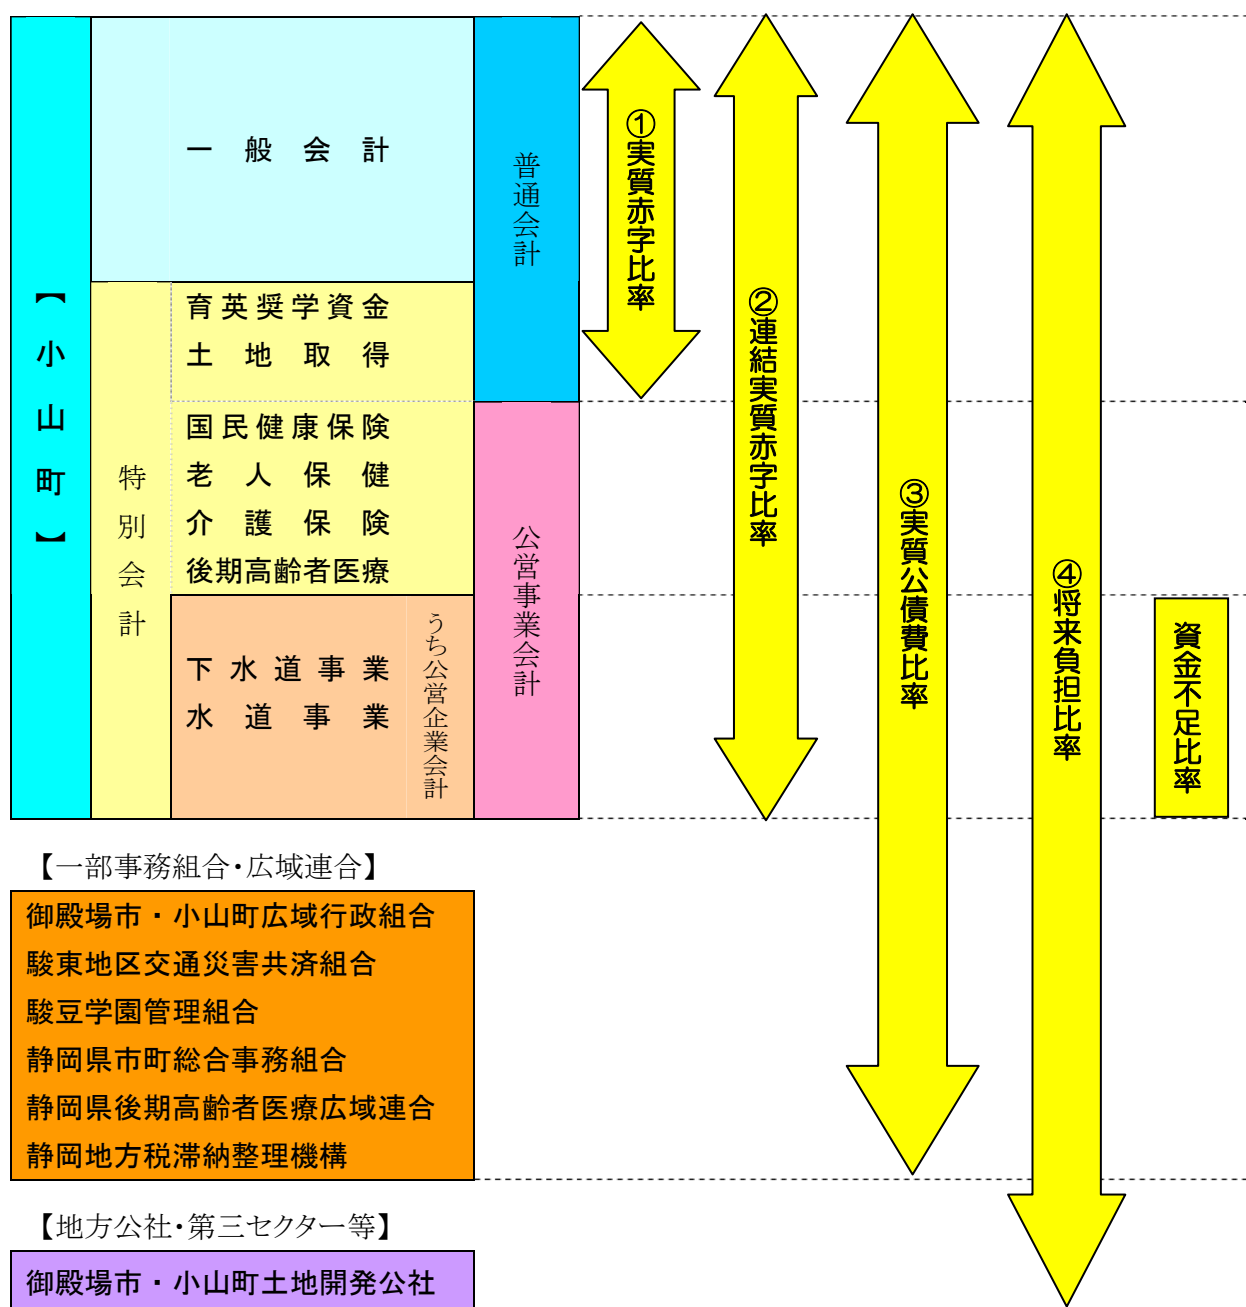 【小山町】
一般会計
特別会計
育英奨学資金
土地取得
国民健康保険
老人保健
介護保険
後期高齢者医療
下水道事業
水道事業
うち公営企業会計
普通会計
公営事業会計
①実質赤字比率
②連結実質赤字比率
③実質公債費比率
④将来負担比率
資金不足比率
【一部事務組合・広域連合】
御殿場市・小山町広域行政組合
駿東地区交通災害共済組合
駿豆学園管理組合
静岡県市町総合事務組合
静岡県後期高齢者医療広域連合
静岡地方税滞納整理機構
【地方公社・第三セクター等】
御殿場市・小山町土地開発公社